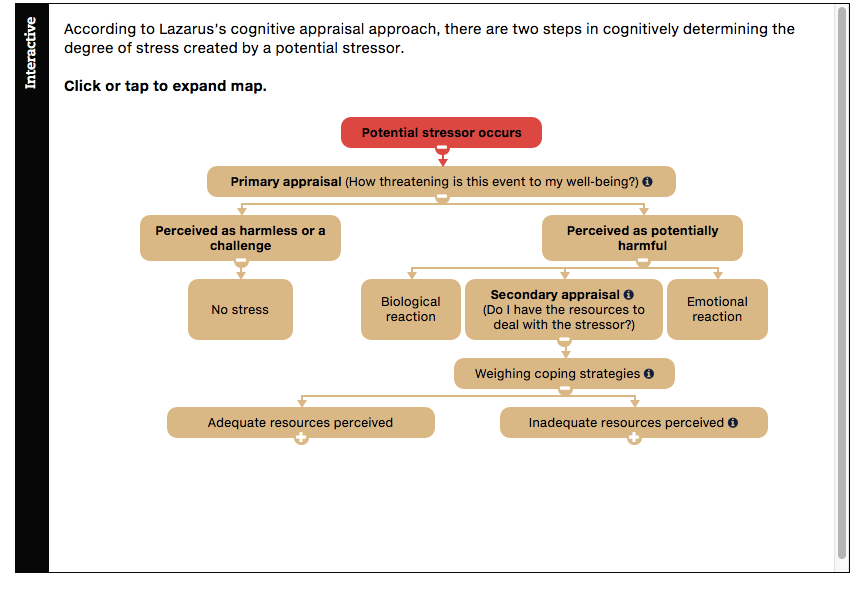 Interactive
According to Lazarus's cognitive appraisal approach, there are two steps in cognitively determining the
degree of stress created by a potential stressor.
Click or tap to expand map.
Potential stressor occurs
Primary appraisal (How threatening is this event to my well-being?)
Perceived as harmless or a
challenge
Perceived as potentially
harmful
No stress
Biological
reaction
Secondary appraisal
(Do I have the resources to
deal with the stressor?)
Emotional
reaction
Weighing coping strategies
Adequate resources perceived
Inadequate resources perceived